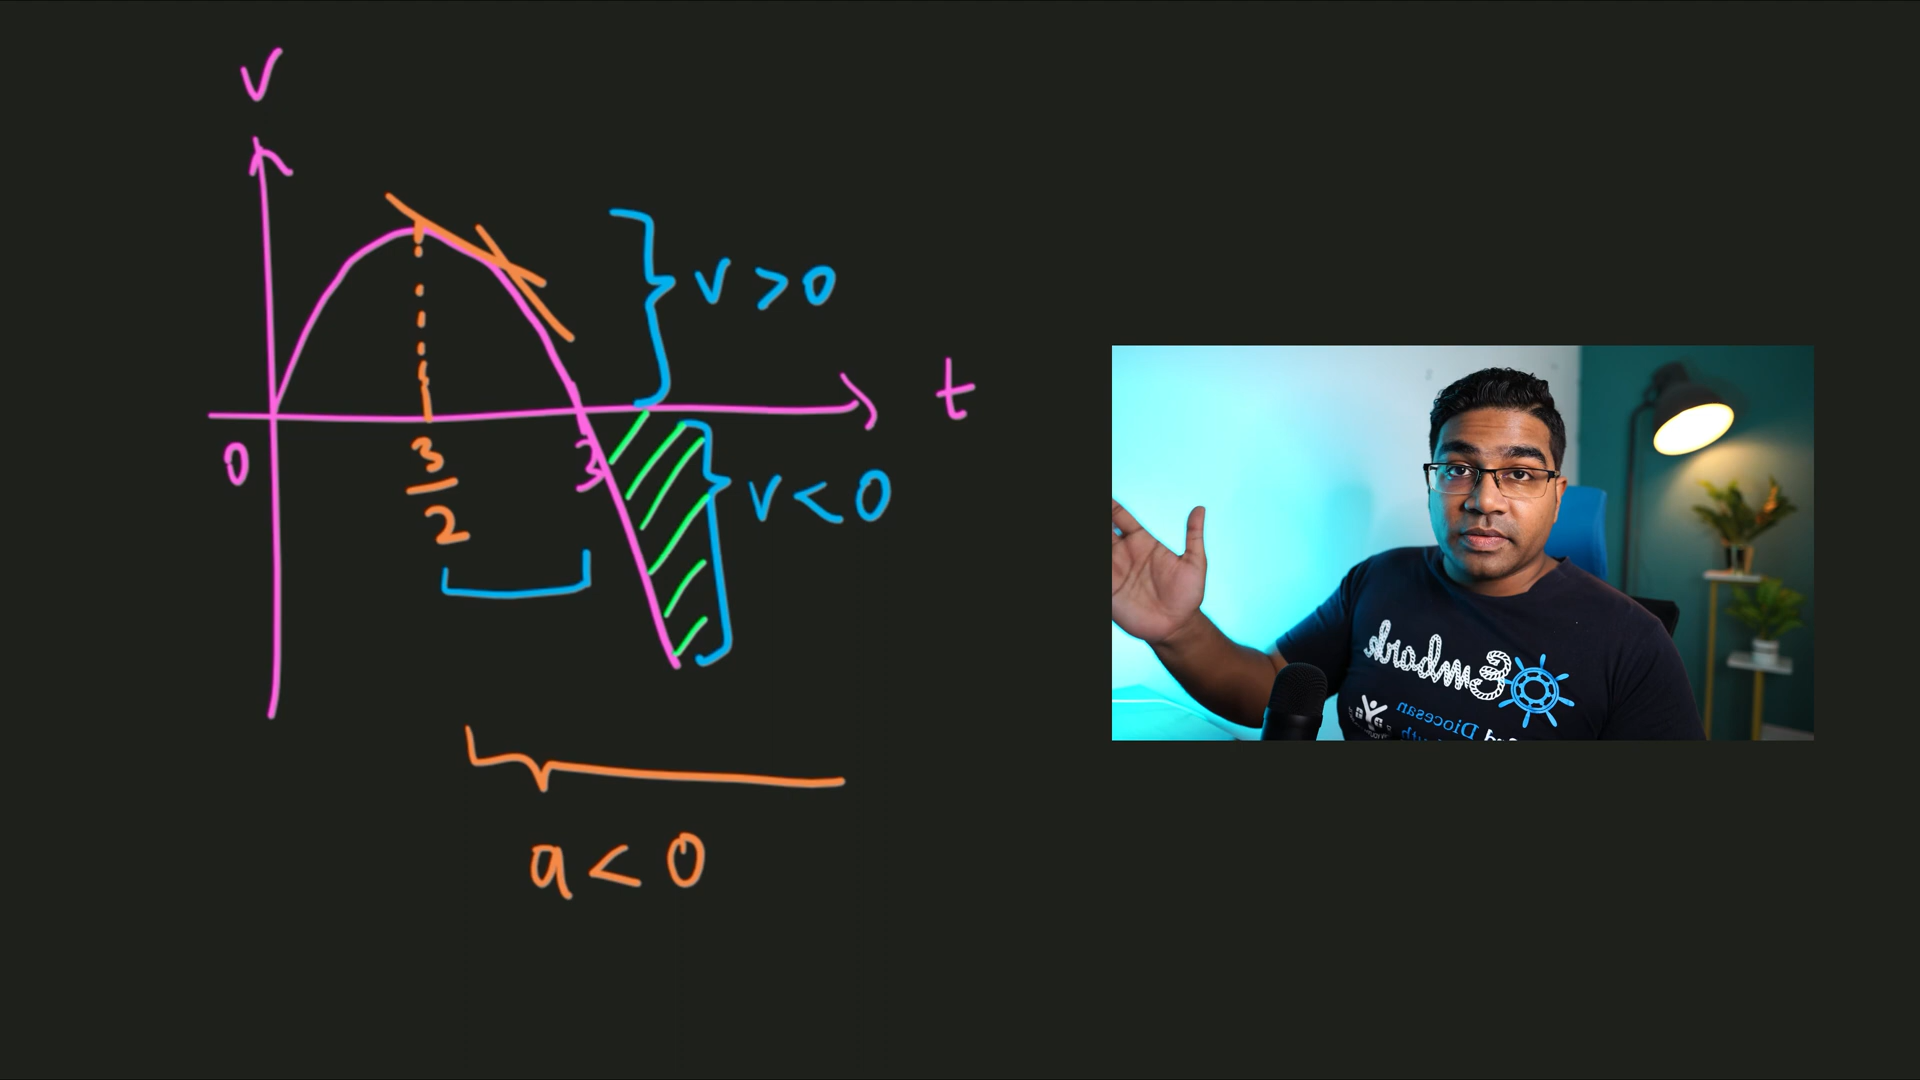 v
v > 0
t
0
3/2
3
v < 0
a < 0
Embark
Diocesan